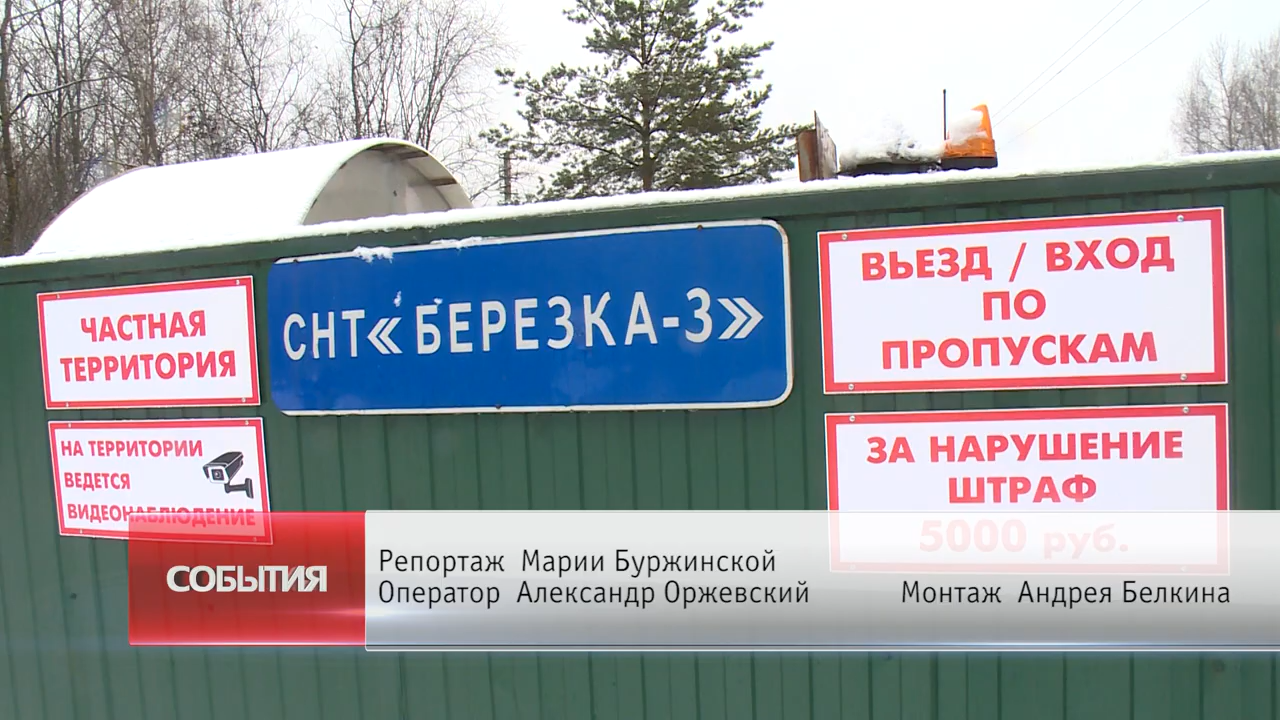 ЧАСТНАЯ
ТЕРРИТОРИЯ
СНТ «БЕРЕЗКА-3»
ВЬЕЗД / ВХОД
ПО
ПРОПУСКАМ
НА ТЕРРИТОРИИ
ВЕДЕТСЯ
ВИДЕОНАБЛЮДЕНИЕ
ЗА НАРУШЕНИЕ
ШТРАФ
5000 руб.
СОБЫТИЯ
Репортаж Марии Буржинской
Оператор Александр Оржевский
Монтаж Андрея Белкина